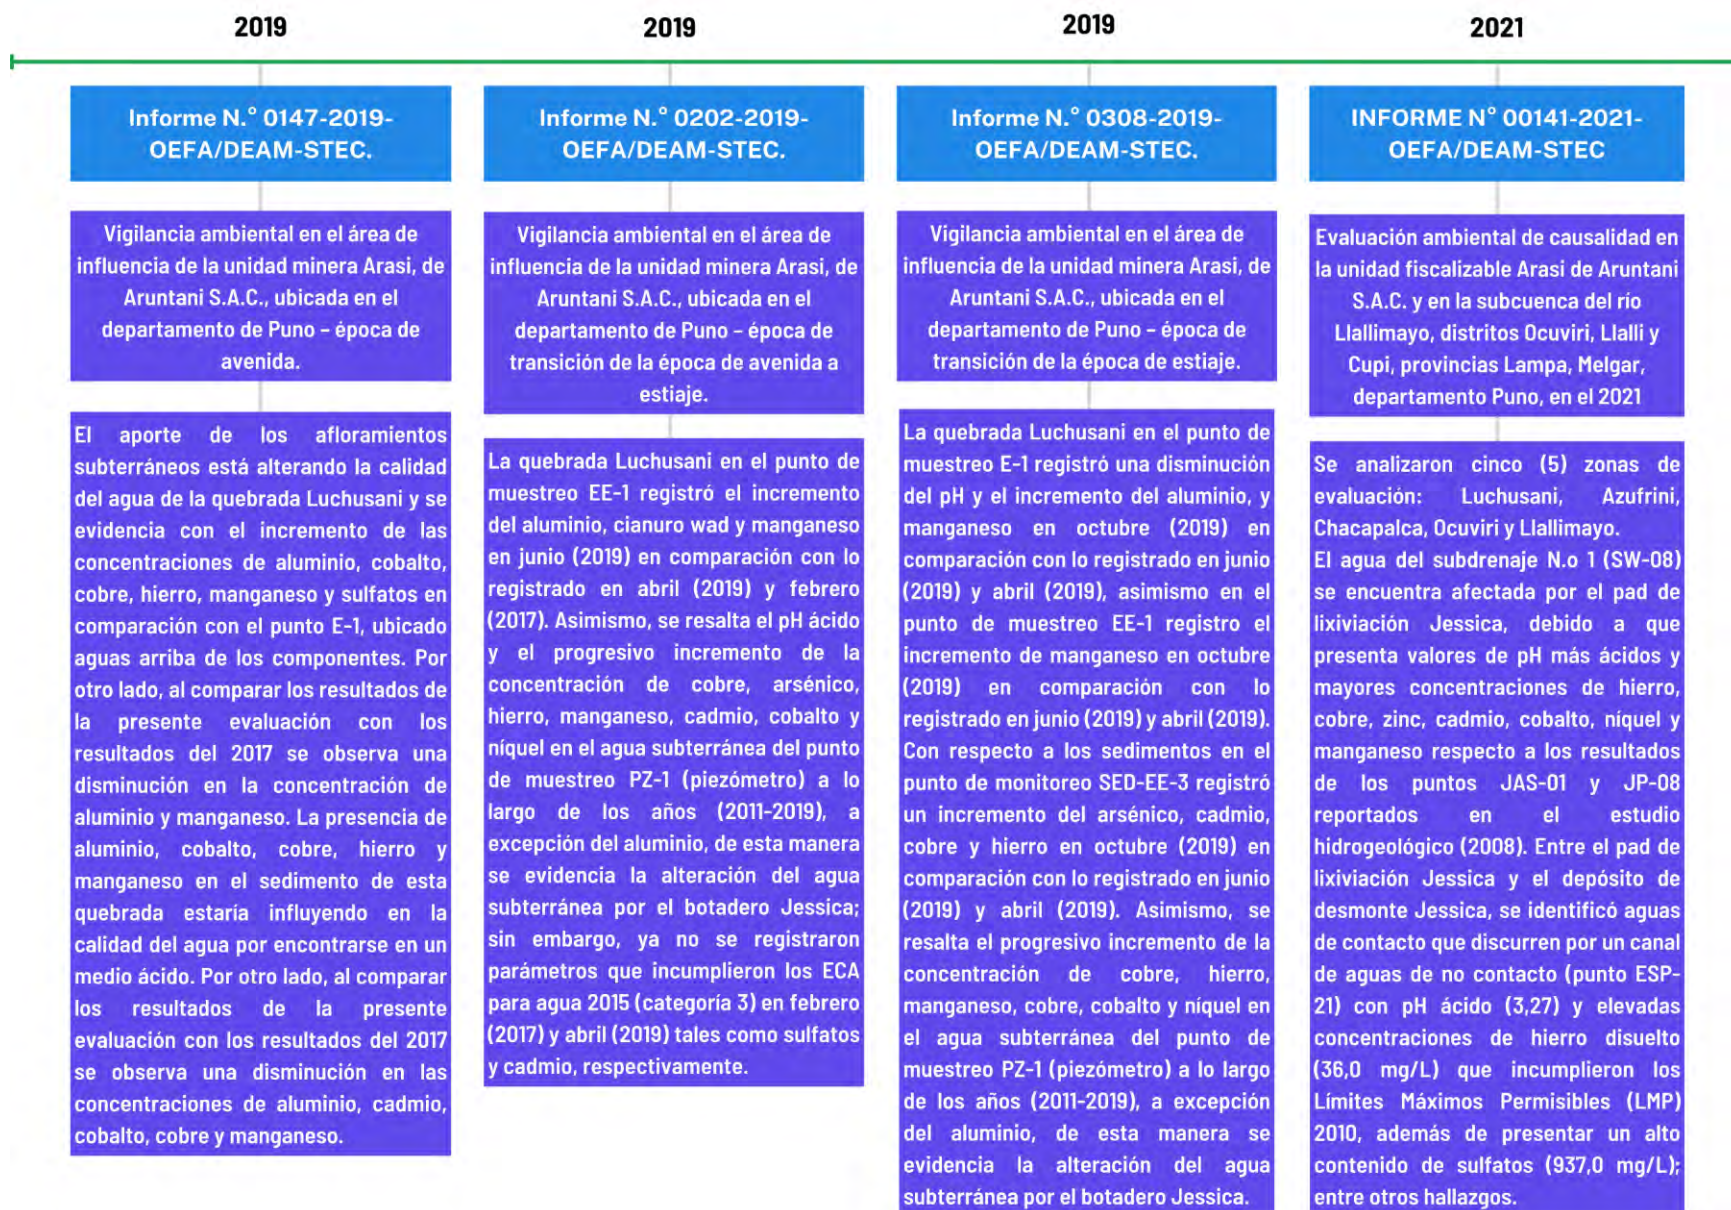 2019
Informe N.° 0147-2019-
OEFA/DEAM-STEC.
Vigilancia ambiental en el área de
influencia de la unidad minera Arasi, de
Aruntani S.A.C., ubicada en el
departamento de Puno – época de
avenida.
El aporte de los afloramientos
subterráneos está alterando la calidad
del agua de la quebrada Luchusani y se
evidencia con el incremento de las
concentraciones de aluminio, cobalto,
cobre, hierro, manganeso y sulfatos en
comparación con el punto E-1, ubicado
aguas arriba de los componentes. Por
otro lado, al comparar los resultados de
la presente evaluación con los
resultados del 2017 se observa una
disminución en la concentración de
aluminio y manganeso. La presencia de
aluminio, cobalto, cobre, hierro y
manganeso en el sedimento de esta
quebrada estaría influyendo en la
calidad del agua por encontrarse en un
medio ácido. Por otro lado, al comparar
los resultados de la presente
evaluación con los resultados del 2017
se observa una disminución en las
concentraciones de aluminio, cadmio,
cobalto, cobre y manganeso.
2019
Informe N.° 0202-2019-
OEFA/DEAM-STEC.
Vigilancia ambiental en el área de
influencia de la unidad minera Arasi, de
Aruntani S.A.C., ubicada en el
departamento de Puno – época de
transición de la época de avenida a
estiaje.
La quebrada Luchusani en el punto de
muestreo EE-1 registró el incremento
del aluminio, cianuro wad y manganeso
en junio (2019) en comparación con lo
registrado en abril (2019) y febrero
(2017). Asimismo, se resalta el pH ácido
y el progresivo incremento de la
concentración de cobre, arsénico,
hierro, manganeso, cadmio, cobalto y
níquel en el agua subterránea del punto
de muestreo PZ-1 (piezómetro) a lo
largo de los años (2011-2019), a
excepción del aluminio, de esta manera
se evidencia la alteración del agua
subterránea por el botadero Jessica;
sin embargo, ya no se registraron
parámetros que incumplieron los ECA
para agua 2015 (categoría 3) en febrero
(2017) y abril (2019) tales como sulfatos
y cadmio, respectivamente.
2019
Informe N.° 0308-2019-
OEFA/DEAM-STEC.
Vigilancia ambiental en el área de
influencia de la unidad minera Arasi, de
Aruntani S.A.C., ubicada en el
departamento de Puno – época de
transición de la época de estiaje.
La quebrada Luchusani en el punto de
muestreo E-1 registró una disminución
del pH y el incremento del aluminio, y
manganeso en octubre (2019) en
comparación con lo registrado en junio
(2019) y abril (2019), asimismo en el
punto de muestreo EE-1 registro el
incremento de manganeso en octubre
(2019) en comparación con lo
registrado en junio (2019) y abril (2019).
Con respecto a los sedimentos en el
punto de monitoreo SED-EE-3 registró
un incremento del arsénico, cadmio,
cobre y hierro en octubre (2019) en
comparación con lo registrado en junio
(2019) y abril (2019). Asimismo, se
resalta el progresivo incremento de la
concentración de cobre, hierro,
manganeso, cobre, cobalto y níquel en
el agua subterránea del punto de
muestreo PZ-1 (piezómetro) a lo largo
de los años (2011-2019), a excepción
del aluminio, de esta manera se
evidencia la alteración del agua
subterránea por el botadero Jessica.
2021
INFORME N° 00141-2021-
OEFA/DEAM-STEC
Evaluación ambiental de causalidad en
la unidad fiscalizable Arasi de Aruntani
S.A.C. y en la subcuenca del río
Llallimayo, distritos Ocuviri, Llalli y
Cupi, provincias Lampa, Melgar,
departamento Puno, en el 2021
Se analizaron cinco (5) zonas de
evaluación: Luchusani, Azufrini,
Chacapalca, Ocuviri y Llallimayo.
El agua del subdrenaje N.o 1 (SW-08)
se encuentra afectada por el pad de
lixiviación Jessica, debido a que
presenta valores de pH más ácidos y
mayores concentraciones de hierro,
cobre, zinc, cadmio, cobalto, níquel y
manganeso respecto a los resultados
de los puntos JAS-01 y JP-08
reportados en el estudio
hidrogeológico (2008). Entre el pad de
lixiviación Jessica y el depósito de
desmonte Jessica, se identificó aguas
de contacto que discurren por un canal
de aguas de no contacto (punto ESP-
21) con pH ácido (3,27) y elevadas
concentraciones de hierro disuelto
(36,0 mg/L) que incumplieron los
Límites Máximos Permisibles (LMP)
2010, además de presentar un alto
contenido de sulfatos (937,0 mg/L);
entre otros hallazgos.